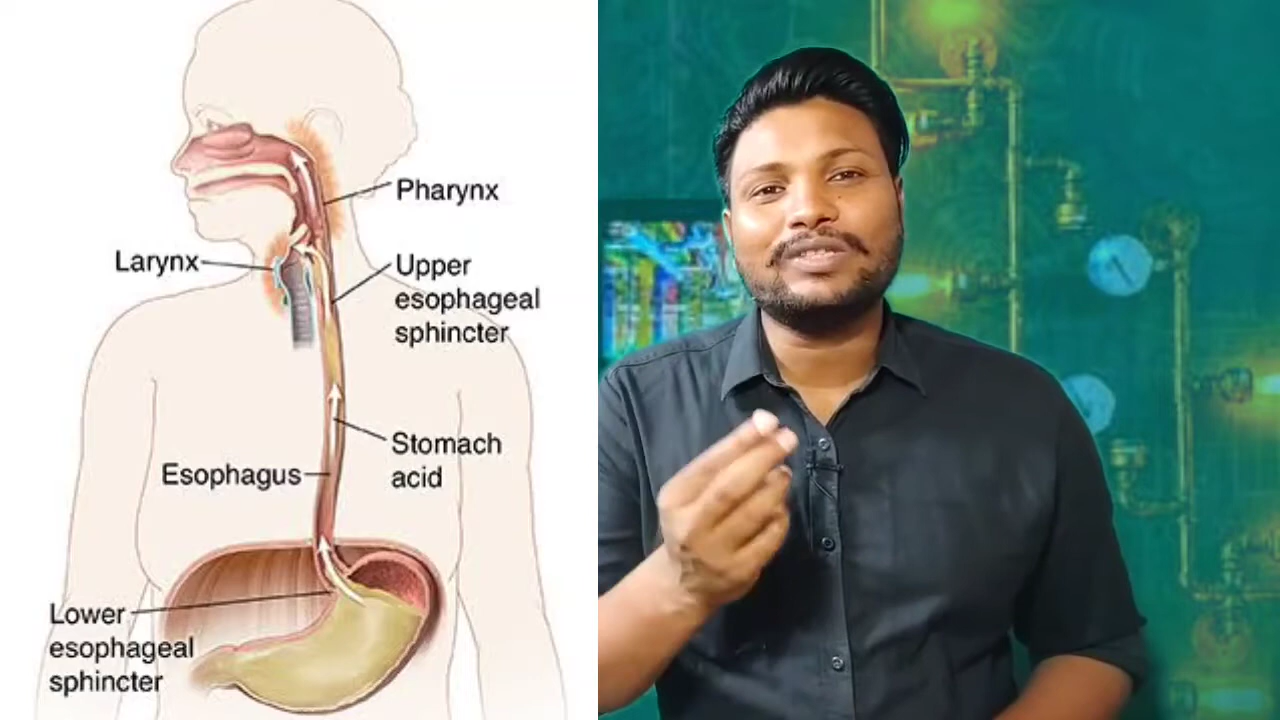 Pharynx
Larynx
Upper
esophageal
sphincter
Stomach
acid
Esophagus
Lower
esophageal
sphincter